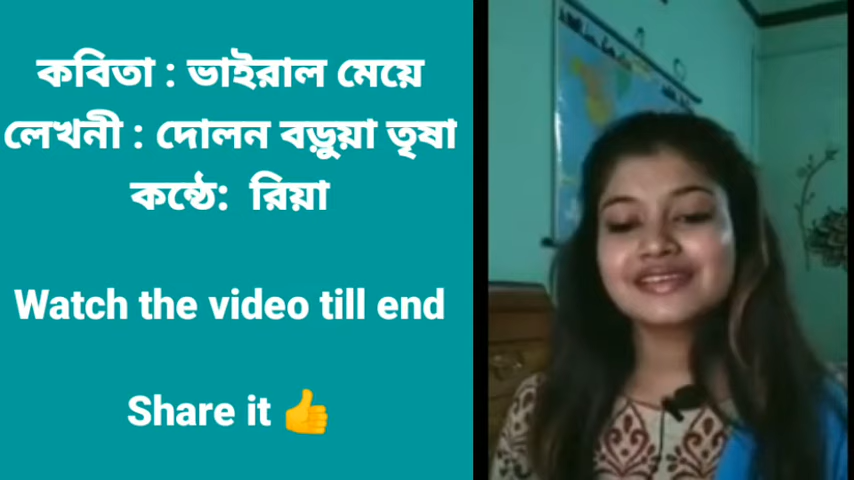 কবিতা : ভাইরাল মেয়ে
লেখনী : দোলন বড়ুয়া তৃষা
কন্ঠে: রিয়া
Watch the video till end
Share it 👍